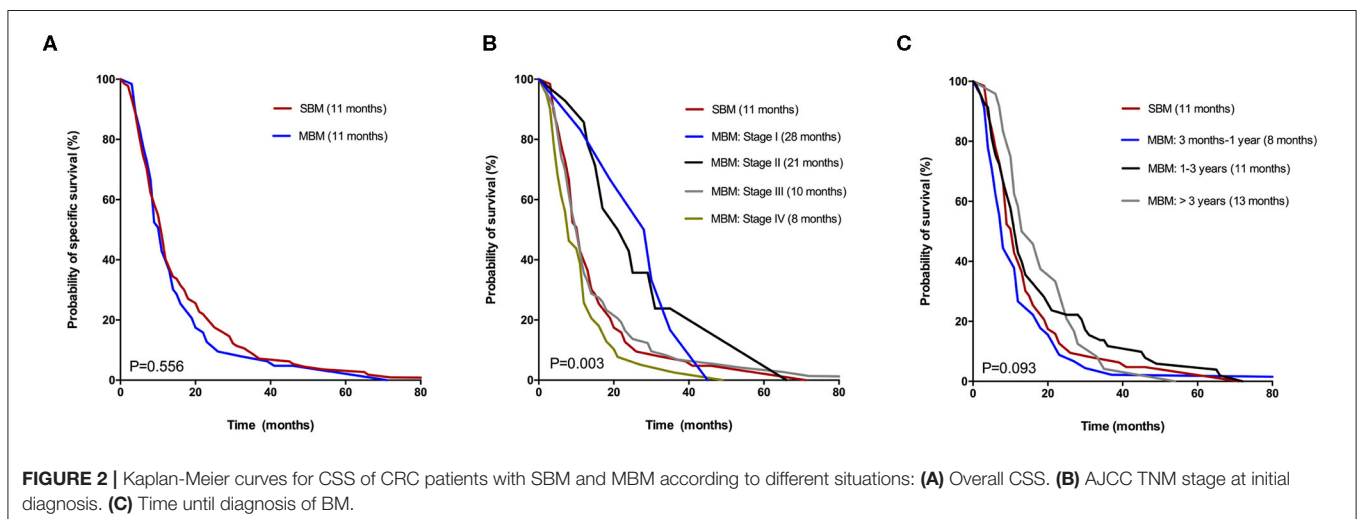 A
Probability of specific survival (%)
100
80
60
40
20
0
SBM (11 months)
MBM (11 months)
P=0.556
0 20 40 60 80
Time (months)
B
Probability of survival (%)
100
80
60
40
20
0
SBM (11 months)
MBM: Stage I (28 months)
MBM: Stage II (21 months)
MBM: Stage III (10 months)
MBM: Stage IV (8 months)
P=0.003
0 20 40 60 80
Time (months)
C
Probability of survival (%)
100
80
60
40
20
0
SBM (11 months)
MBM: 3 months-1 year (8 months)
MBM: 1-3 years (11 months)
MBM: > 3 years (13 months)
P=0.093
0 20 40 60 80
Time (months)
FIGURE 2 | Kaplan-Meier curves for CSS of CRC patients with SBM and MBM according to different situations: (A) Overall CSS. (B) AJCC TNM stage at initial
diagnosis. (C) Time until diagnosis of BM.